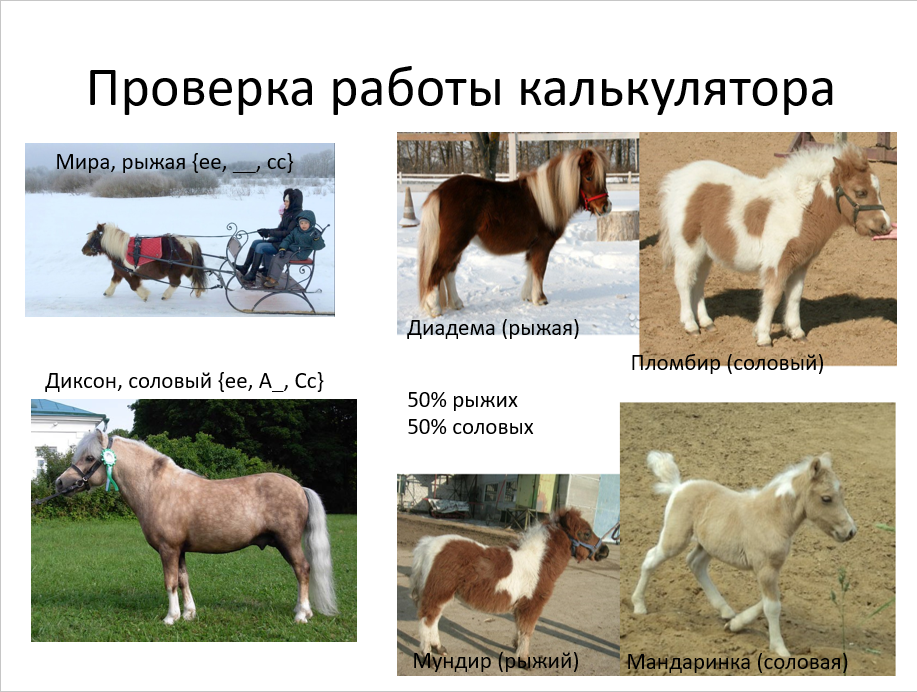 Проверка работы калькулятора
Мира, рыжая {ee, __, cc}
Диадема (рыжая)
Пломбир (соловый)
Диксон, соловый {ee, A_, Cc}
50% рыжих
50% соловых
Мундир (рыжий)
Мандаринка (соловая)